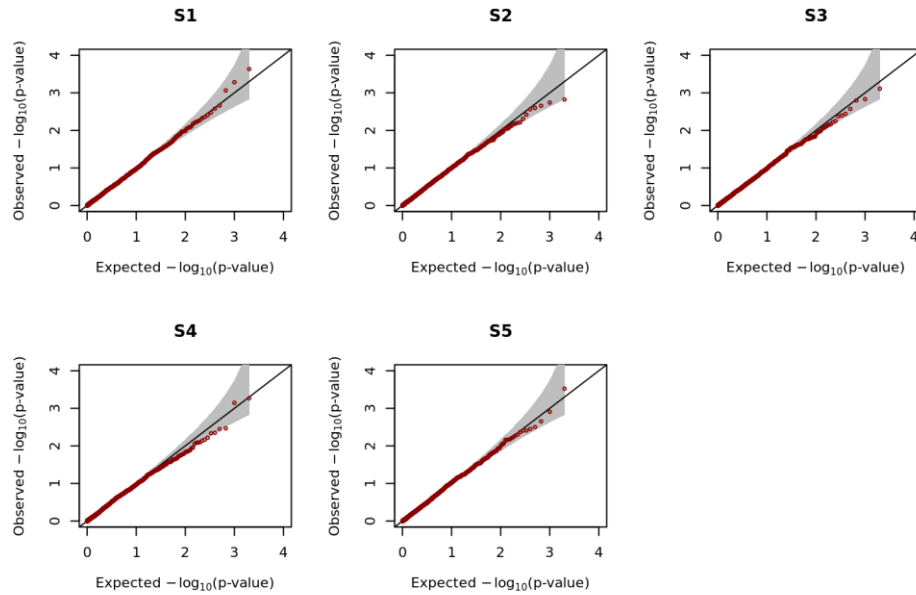 S1
S2
S3
Observed −log10(p-value)
4
3
2
1
0
0 1 2 3 4
Expected −log10(p-value)
Observed −log10(p-value)
4
3
2
1
0
0 1 2 3 4
Expected −log10(p-value)
Observed −log10(p-value)
4
3
2
1
0
0 1 2 3 4
Expected −log10(p-value)
S4
S5
Observed −log10(p-value)
4
3
2
1
0
0 1 2 3 4
Expected −log10(p-value)
Observed −log10(p-value)
4
3
2
1
0
0 1 2 3 4
Expected −log10(p-value)